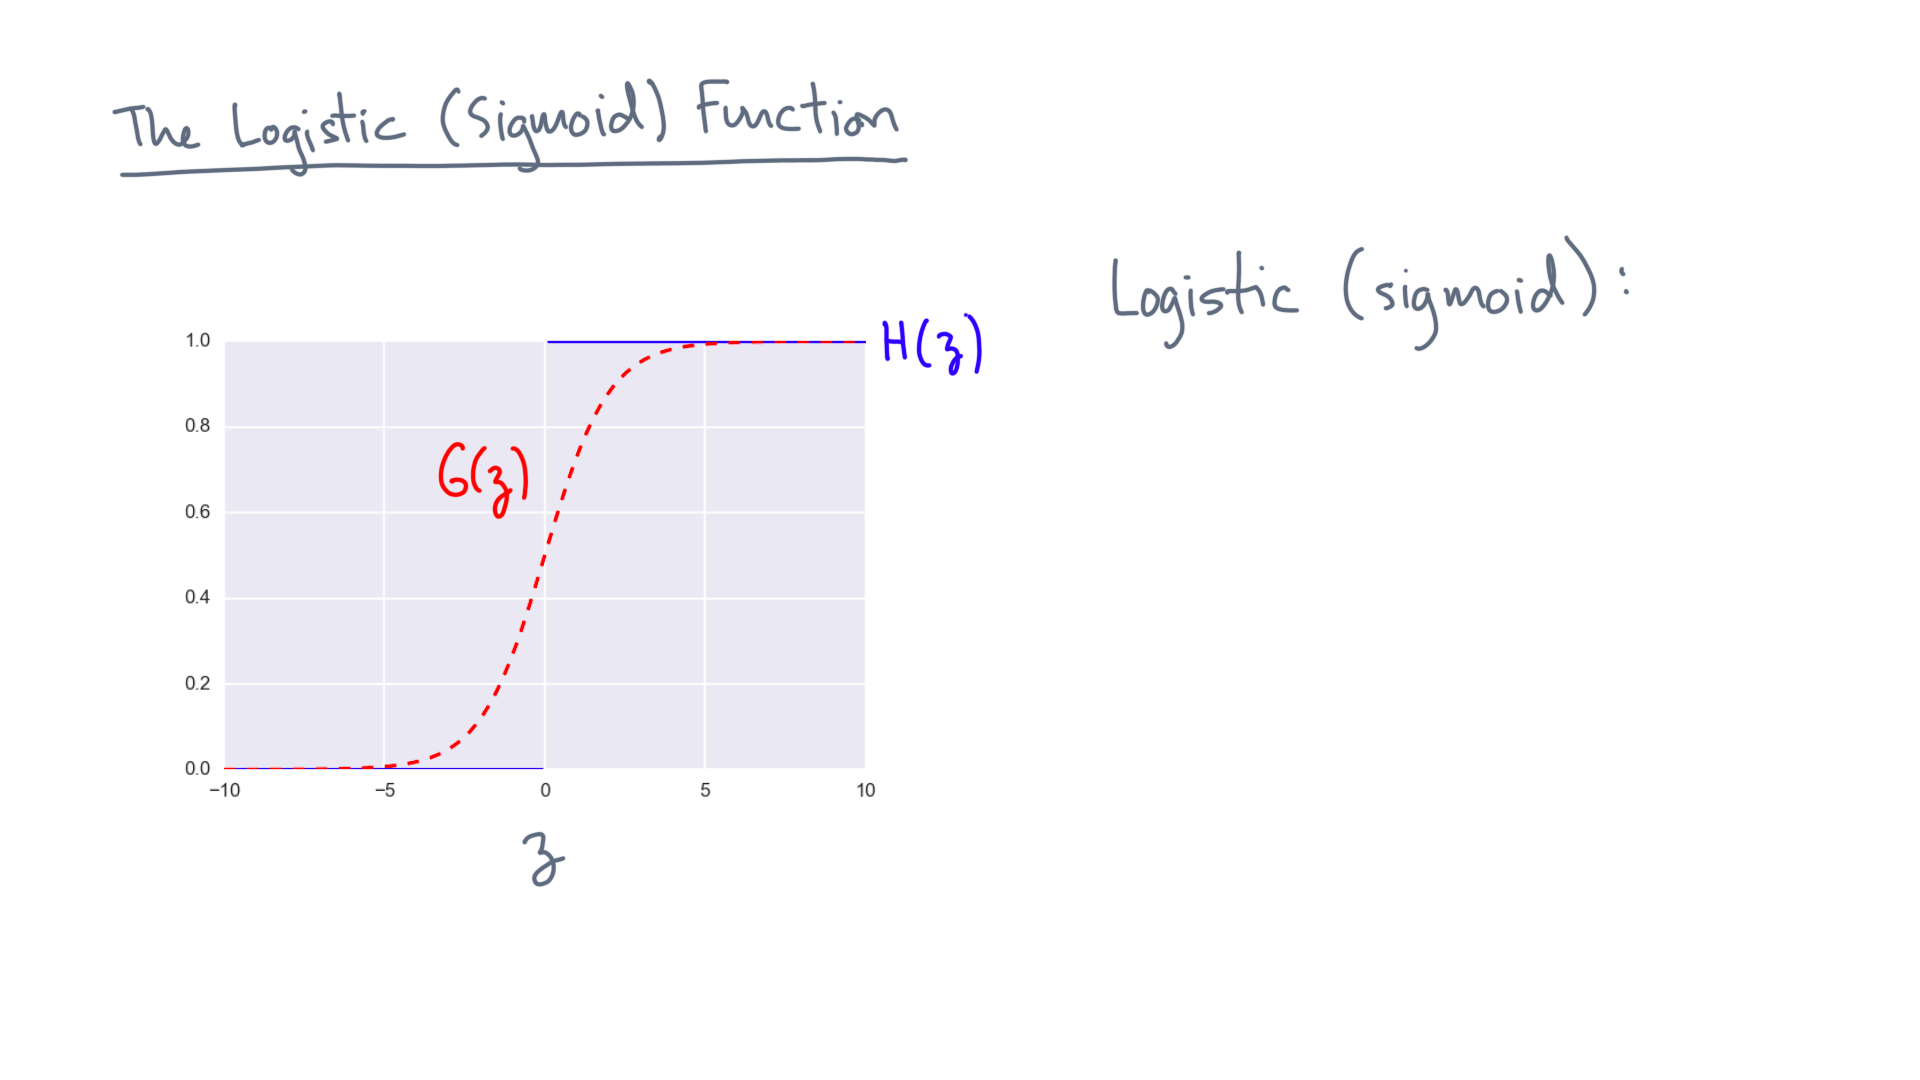 The Logistic (Sigmoid) Function
Logistic (sigmoid):
1.0
H(z)
0.8
G(z)
0.6
0.4
0.2
0.0
−10 −5 0 5 10
z